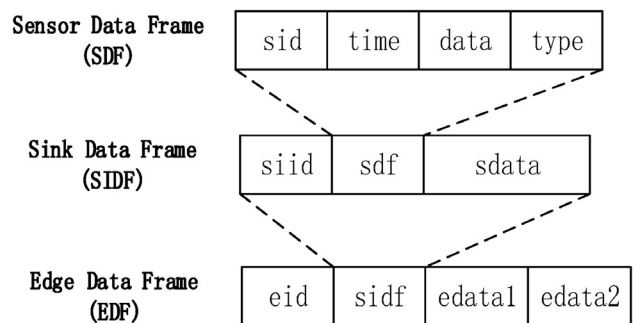 Sensor Data Frame
(SDF)
sid time data type
Sink Data Frame
(SIDF)
siid sdf sdata
Edge Data Frame
(EDF)
eid sidf edata1 edata2